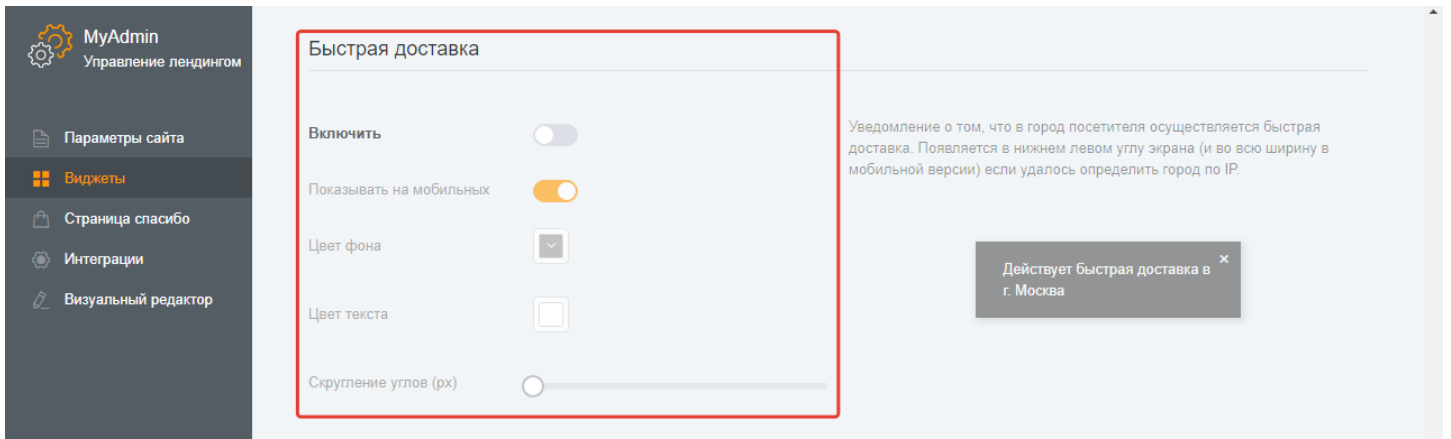 MyAdmin
Управление лендингом
Параметры сайта
Виджеты
Страница спасибо
Интеграции
Визуальный редактор
Быстрая доставка
Включить
Показывать на мобильных
Цвет фона
Цвет текста
Скругление углов (px)
Уведомление о том, что в город посетителя осуществляется быстрая
доставка. Появляется в нижнем левом углу экрана (и во всю ширину в
мобильной версии) если удалось определить город по IP.
Действует быстрая доставка в
г. Москва